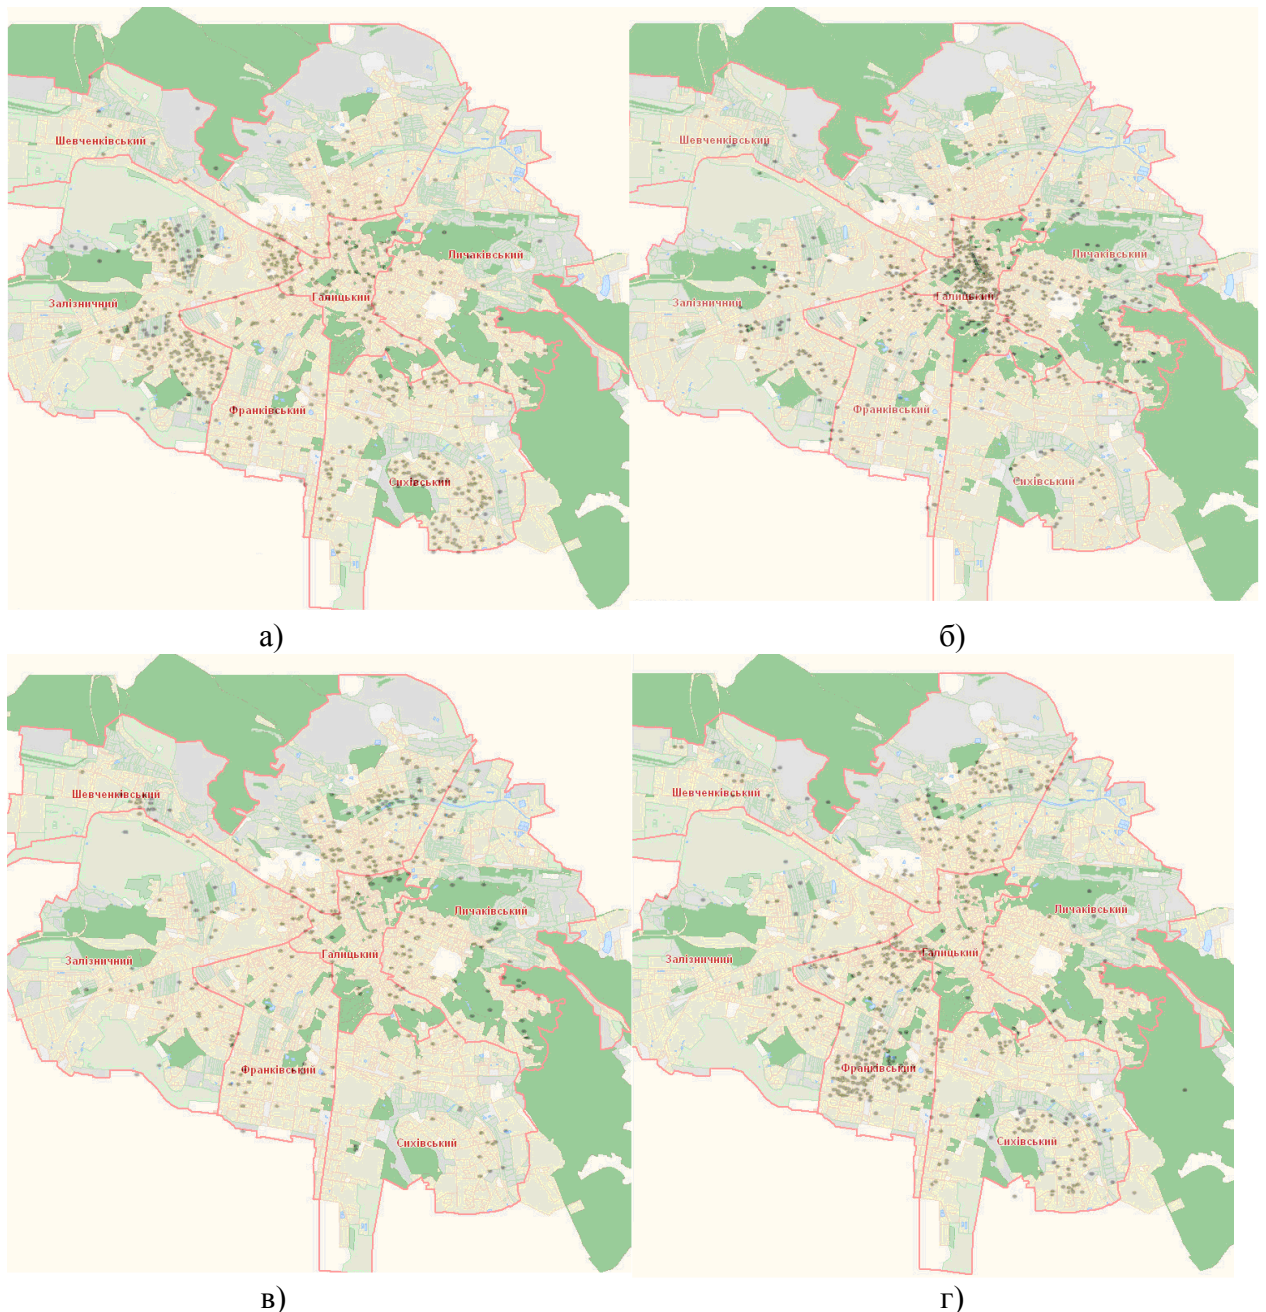 Шевченківський
Личаківський
Залізничний
Галицький
Франківський
Сихівський
Шевченківський
Личаківський
Залізничний
Галицький
Франківський
Сихівський
а)
б)
Шевченківський
Личаківський
Залізничний
Галицький
Франківський
Сихівський
Шевченківський
Личаківський
Залізничний
Галицький
Франківський
Сихівський
в)
г)